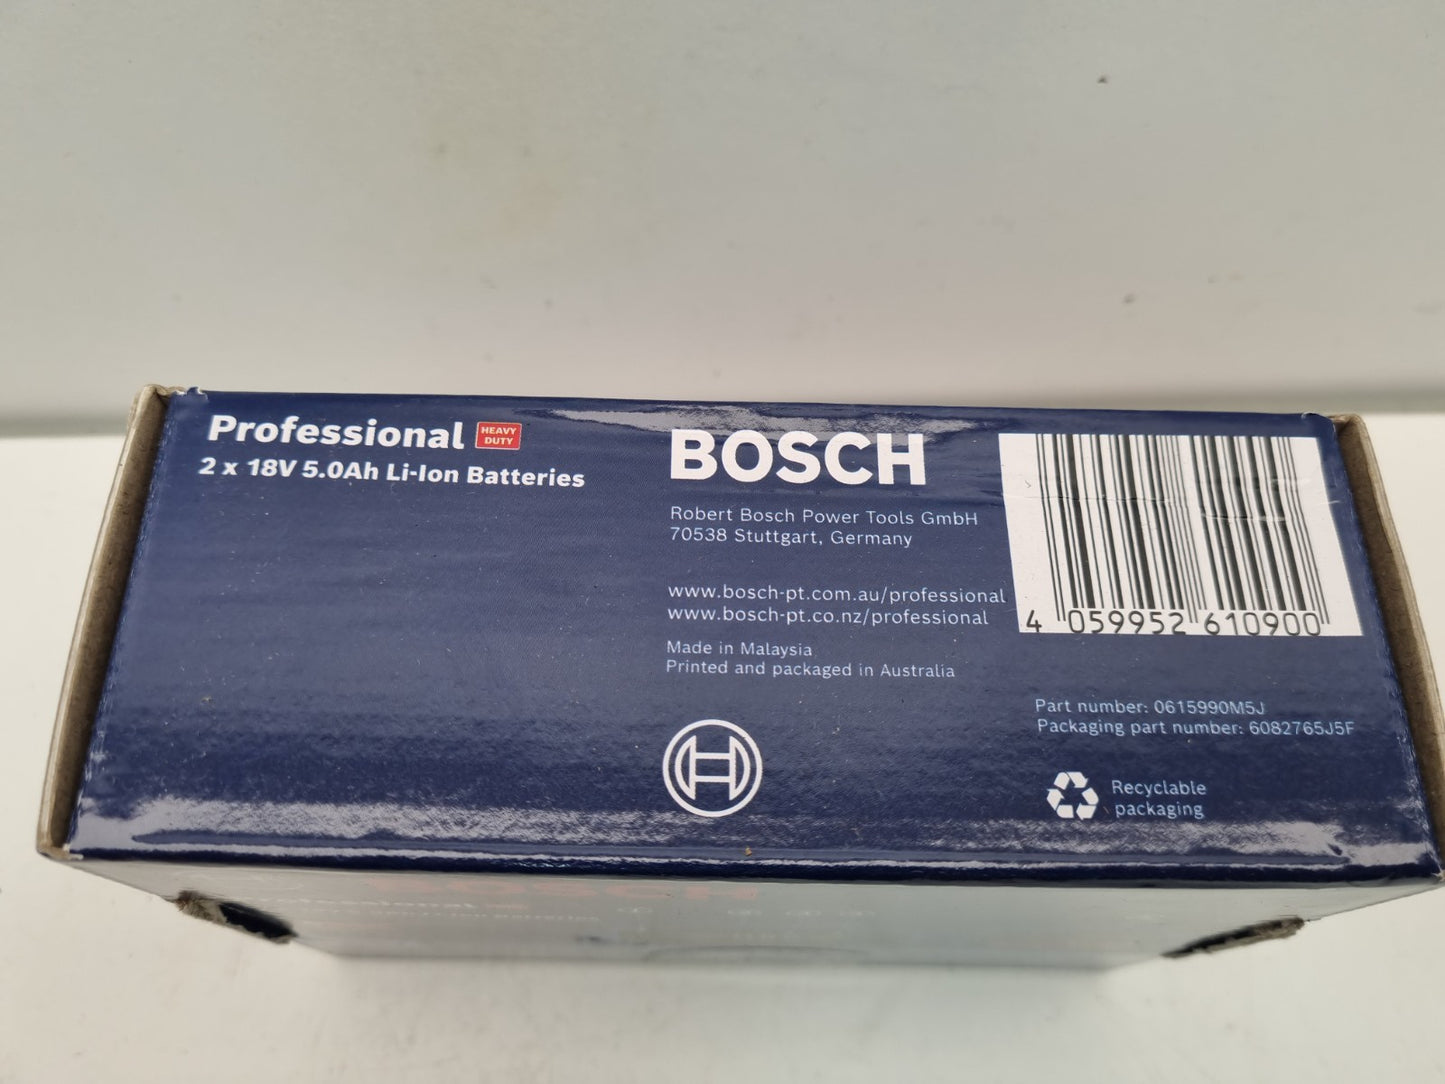 Professional HEAVY DUTY
2 x 18V 5.0Ah Li-Ion Batteries
BOSCH
Robert Bosch Power Tools GmbH
70538 Stuttgart, Germany
www.bosch-pt.com.au/professional
www.bosch-pt.co.nz/professional
Made in Malaysia
Printed and packaged in Australia
4 059952 610900
Part number: 0615990M5J
Packaging part number: 6082765J5F
Recyclable
packaging